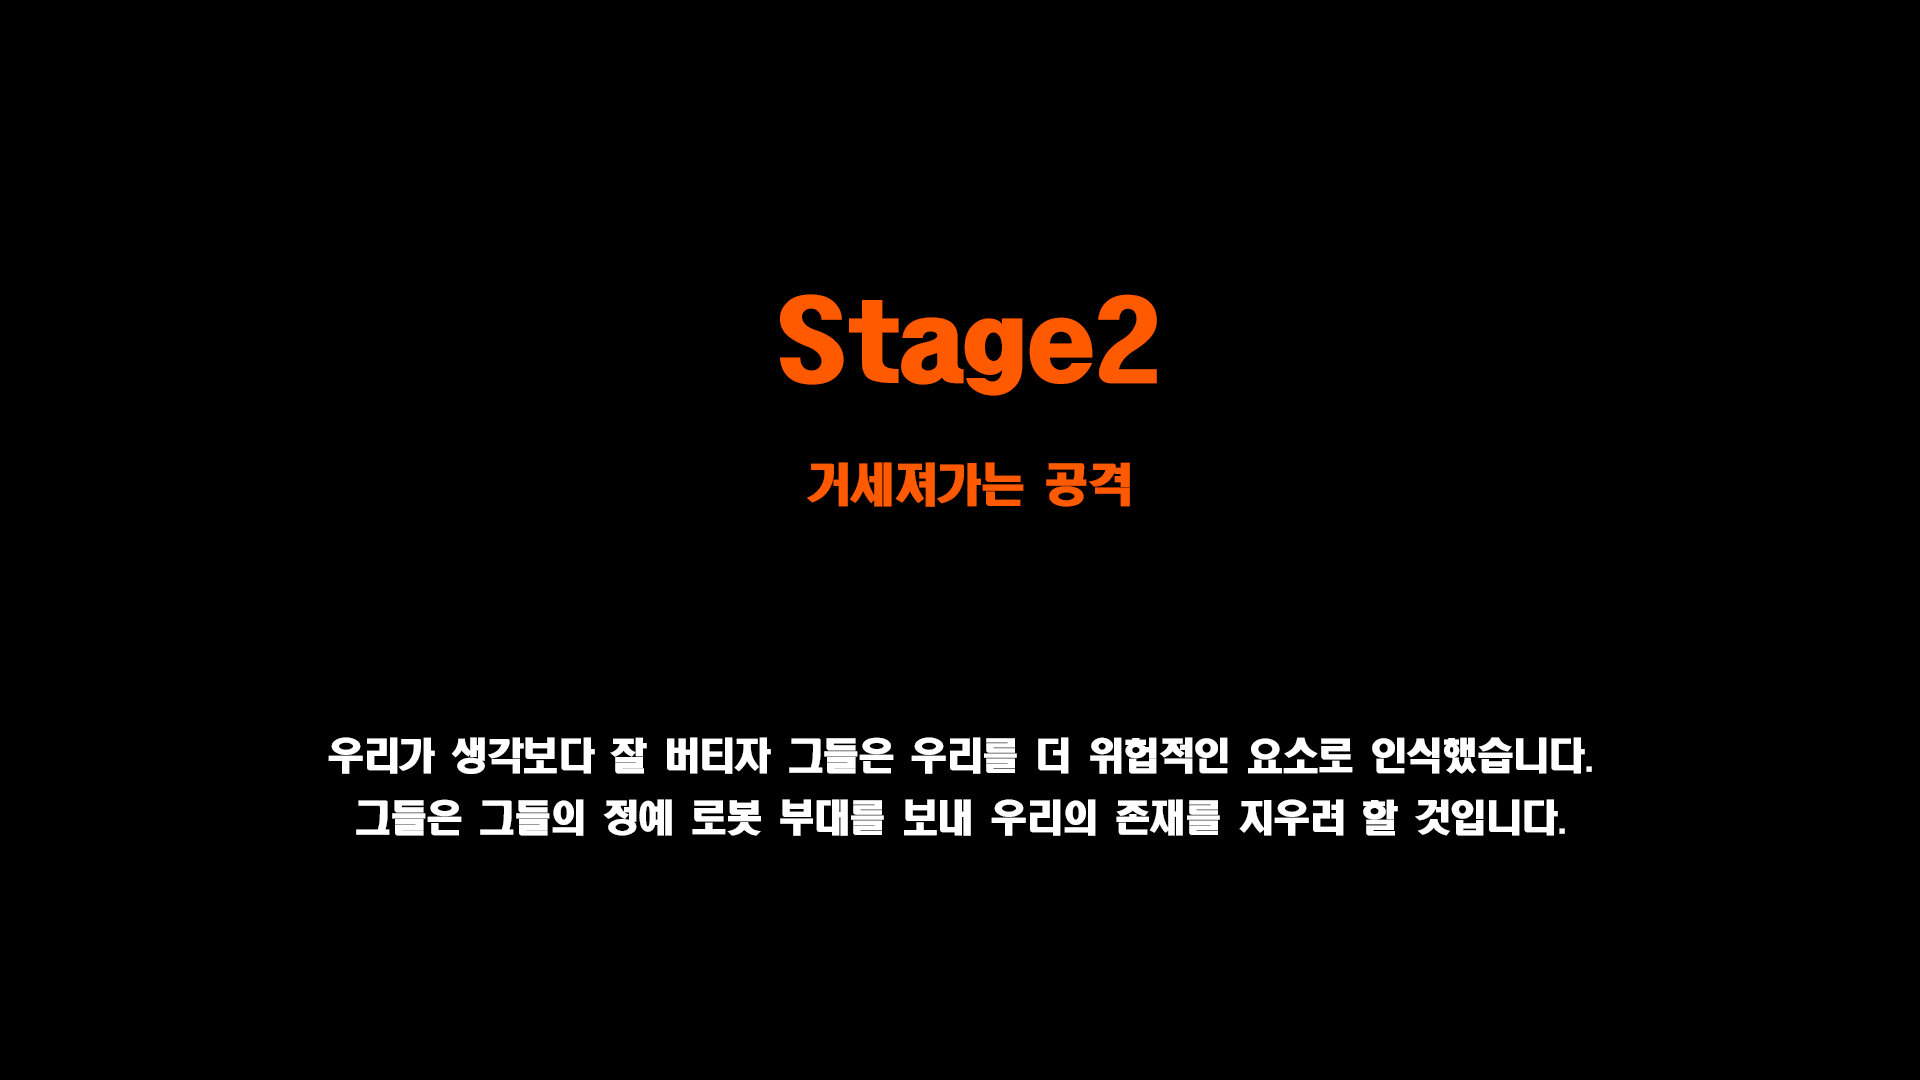 Stage2
거세져가는 공격
우리가 생각보다 잘 버티자 그들은 우리를 더 위험적인 요소로 인식했습니다.
그들은 그들의 정예 로봇 부대를 보내 우리의 존재를 지우려 할 것입니다.